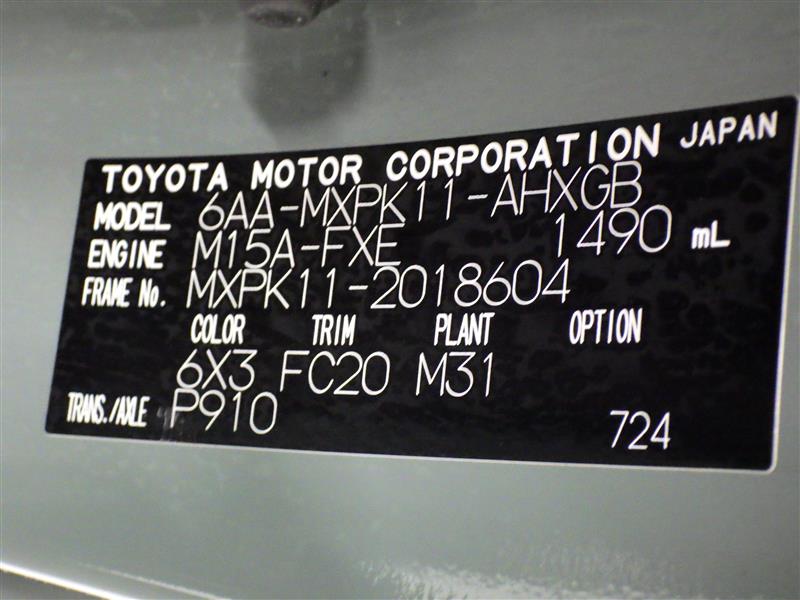 TOYOTA MOTOR CORPORATION JAPAN
MODEL 6AA-MXPK11-AHXGB
ENGINE M15A-FXE 1490 mL
FRAME No. MXPK11-2018604
COLOR TRIM PLANT OPTION
6X3 FC20 M31
TRANS./AXLE P910 724